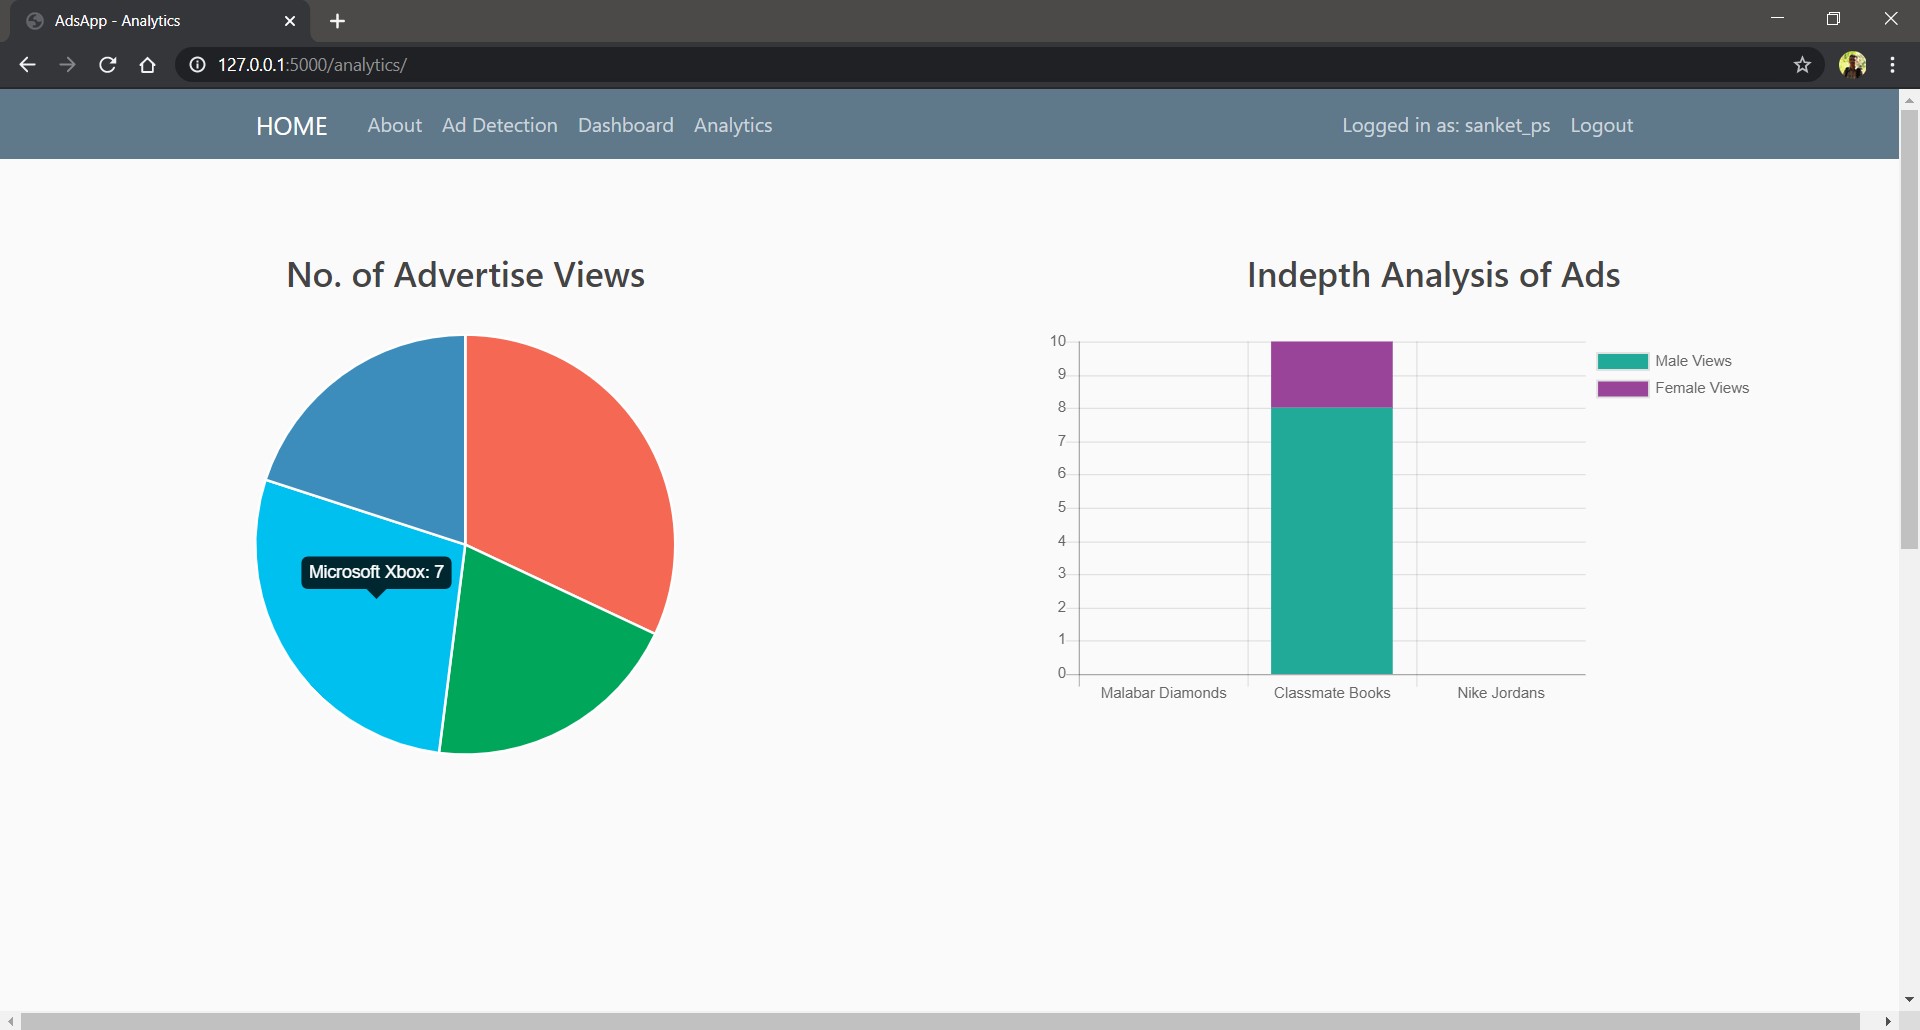 AdsApp - Analytics
127.0.0.1:5000/analytics/
HOME About Ad Detection Dashboard Analytics Logged in as: sanket_ps Logout
No. of Advertise Views
Microsoft Xbox: 7
Indepth Analysis of Ads
10
9
8
7
6
5
4
3
2
1
0
Malabar Diamonds Classmate Books Nike Jordans
Male Views
Female Views